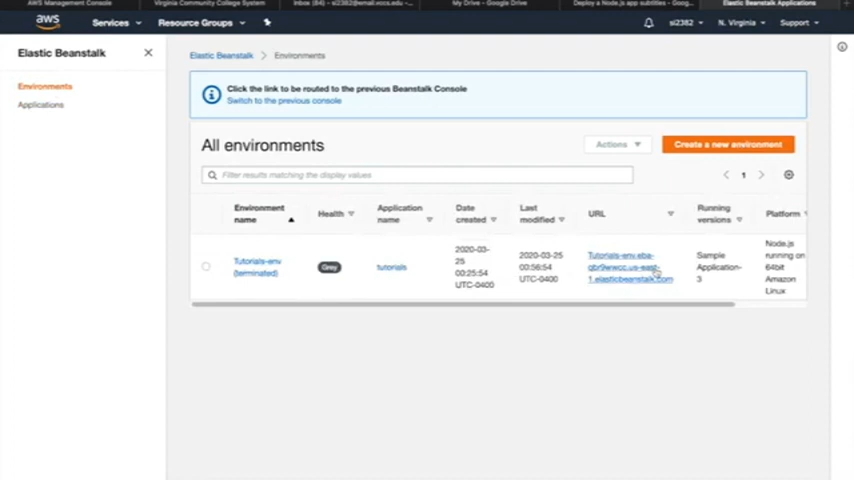 AWS Management Console
Virginia Community College System
Inbox (84) - si2382@email.vccs.edu -...
My Drive - Google Drive
Deploy a Node.js app subtitles - Goog...
Elastic Beanstalk Applications
aws
Services
Resource Groups
si2382
N. Virginia
Support
Elastic Beanstalk
Environments
Applications
Elastic Beanstalk > Environments
Click the link to be routed to the previous Beanstalk Console
Switch to the previous console
All environments
Actions
Create a new environment
Filter results matching the display values
1
Environment name
Health
Application name
Date created
Last modified
URL
Running versions
Platform
Tutorials-env
(terminated)
Grey
tutorials
2020-03-
25
00:25:54
UTC-0400
2020-03-25
00:56:54
UTC-0400
Tutorials-env.eba-
1.elasticbeanstalk.com
Sample
Application-
3
Node.js
running on
64bit
Amazon
Linux